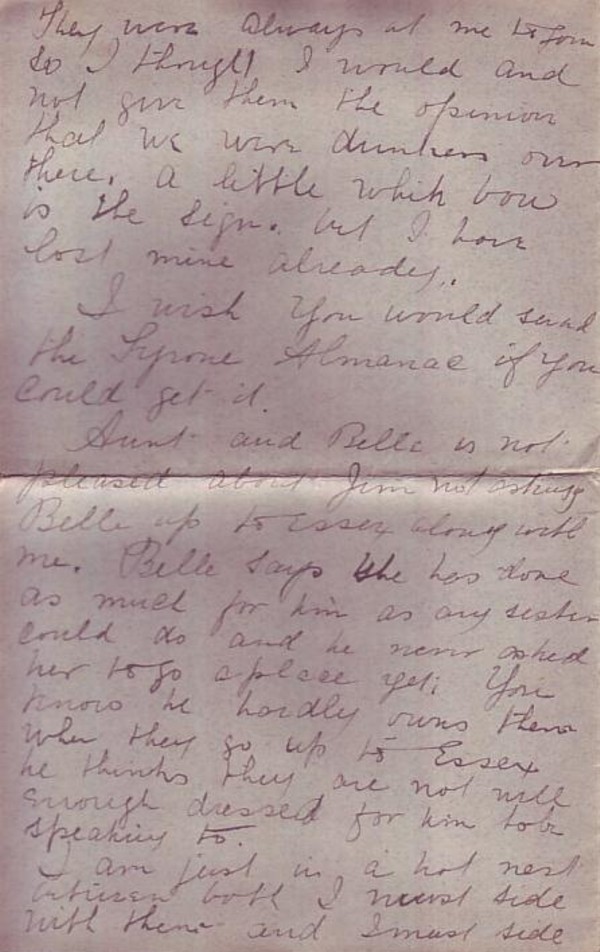 They were always at me to join
so I thought I would and
not give them the opinion
that we were drunkers over
there. A little white bow
is the sign. but I have
lost mine already.
I wish you would send
the Tyrone Almanac if you
could get it.
Aunt and Belle is not
pleased about Jim not asking
Belle up to Essex along with
me. Belle says she has done
as much for him as any sister
could do and he never asked
her to go a place yet; You
know he hardly owns them
when they go up to Essex
he thinks they are not well
enough dressed for him to be
speaking to.
I am just in a hot nest
between both I must side
with them and I must side